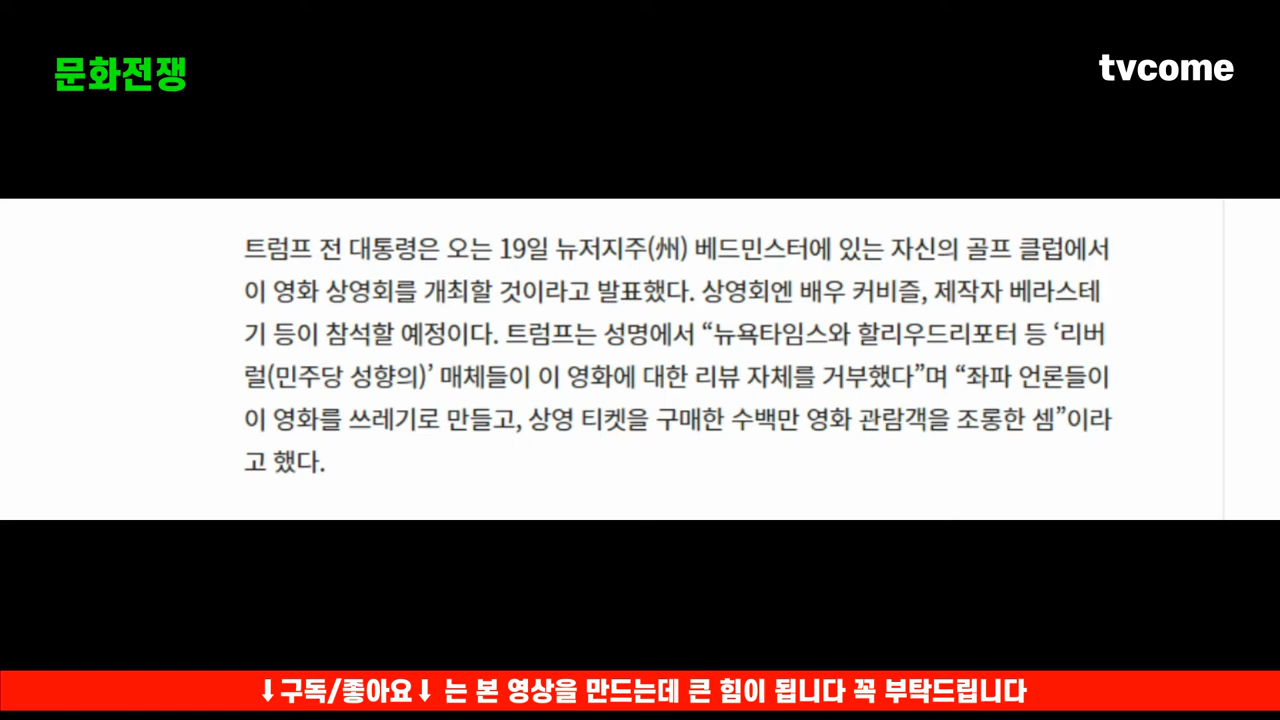 문화전쟁
tvcome
트럼프 전 대통령은 오는 19일 뉴저지주(州) 베드민스터에 있는 자신의 골프 클럽에서
이 영화 상영회를 개최할 것이라고 발표했다. 상영회엔 배우 커비즐, 제작자 베라스테
기 등이 참석할 예정이다. 트럼프는 성명에서 “뉴욕타임스와 할리우드리포터 등 ‘리버
럴(민주당 성향의)’ 매체들이 이 영화에 대한 리뷰 자체를 거부했다”며 “좌파 언론들이
이 영화를 쓰레기로 만들고, 상영 티켓을 구매한 수백만 영화 관람객을 조롱한 셈”이라
고 했다.
⬇구독/좋아요⬇ 는 본 영상을 만드는데 큰 힘이 됩니다 꼭 부탁드립니다